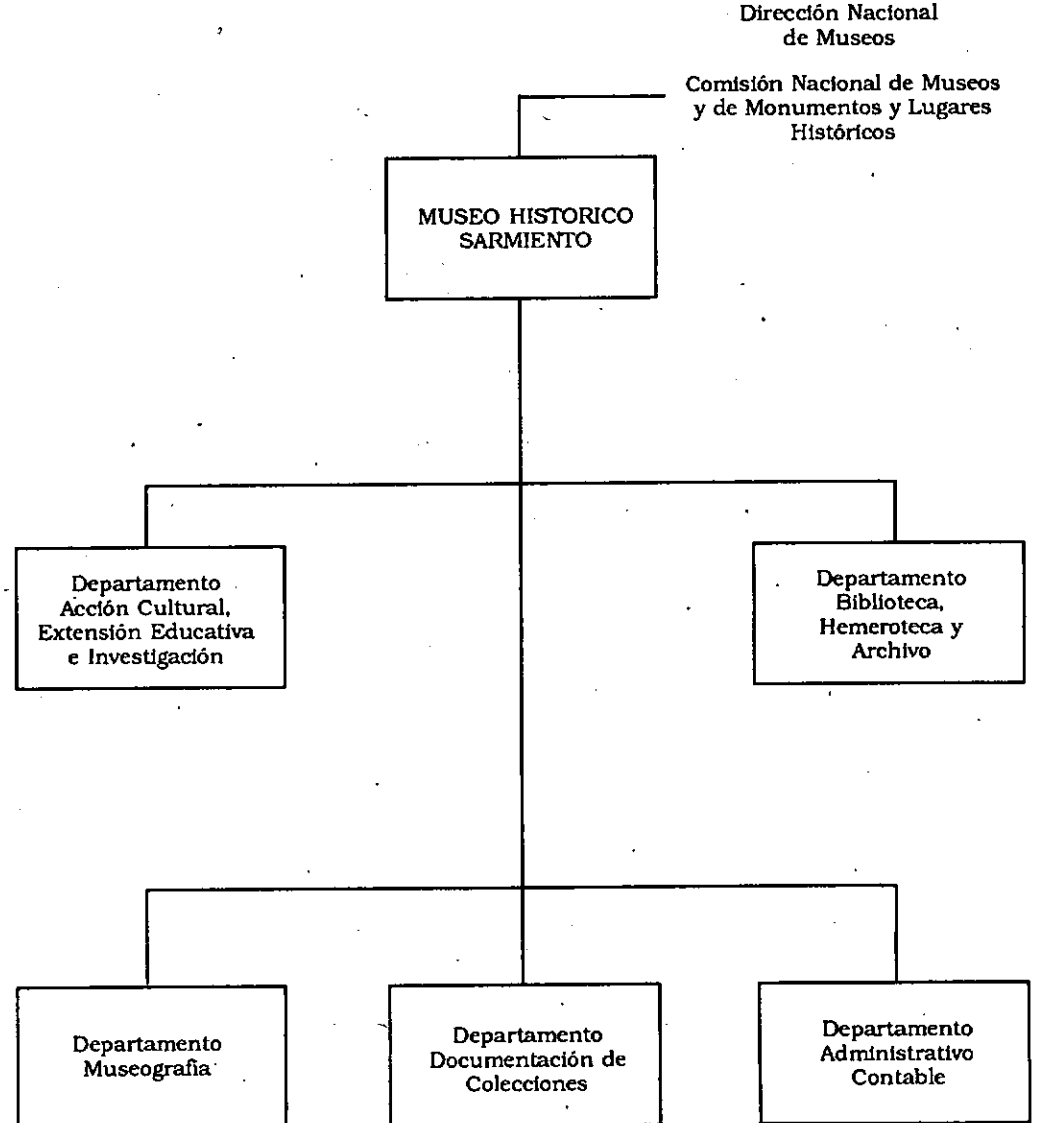 Dirección Nacional
de Museos
Comisión Nacional de Museos
y de Monumentos y Lugares
Históricos
MUSEO HISTORICO
SARMIENTO
Departamento
Acción Cultural,
Extensión Educativa
e Investigación
Departamento
Biblioteca,
Hemeroteca y
Archivo
Departamento
Museografía
Departamento
Documentación de
Colecciones
Departamento
Administrativo
Contable